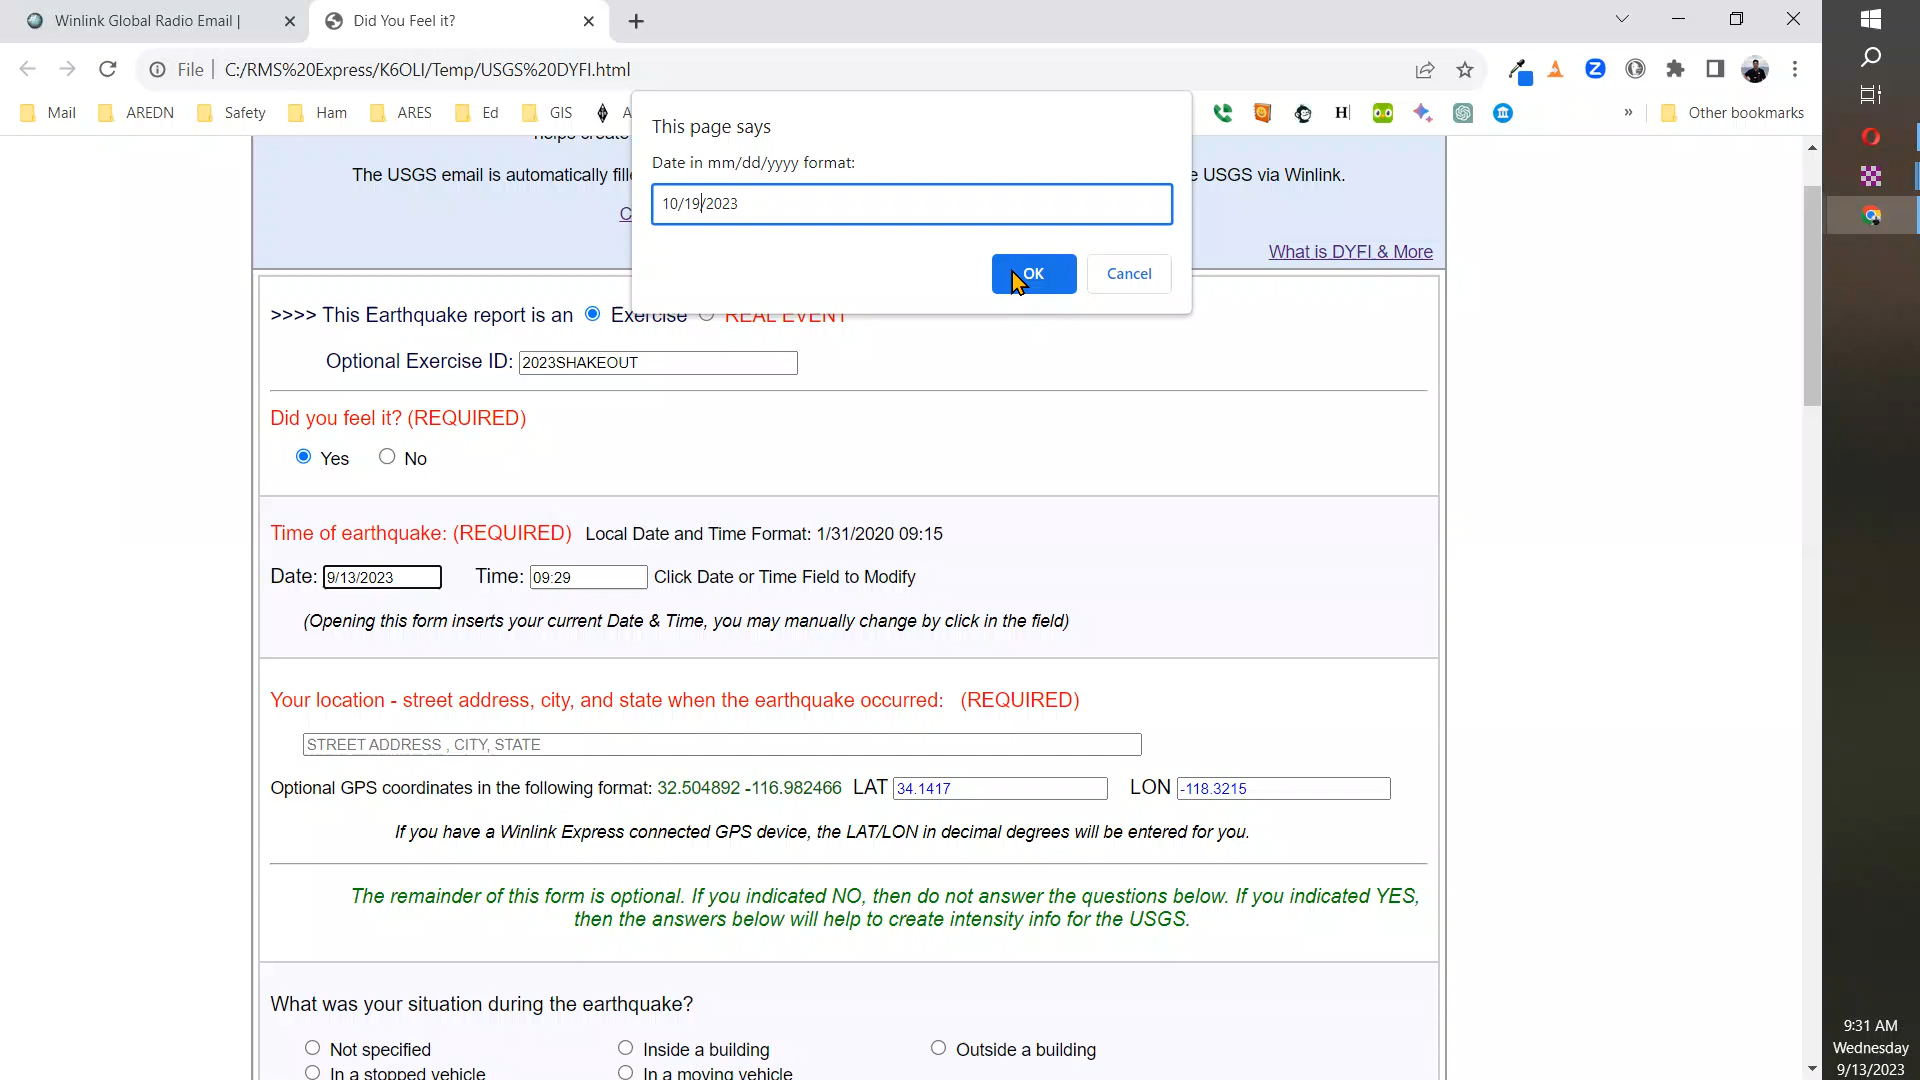 Winlink Global Radio Email |
Did You Feel it?
File
C:/RMS%20Express/K6OLI/Temp/USGS%20DYFI.html
Mail
AREDN
Safety
Ham
ARES
Ed
GIS
A
H
»
Other bookmarks
This page says
Date in mm/dd/yyyy format:
10/19/2023
OK
Cancel
The USGS email is automatically fill
e USGS via Winlink.
What is DYFI & More
>>>> This Earthquake report is an Exercise REAL EVENT
Optional Exercise ID: 2023SHAKEOUT
Did you feel it? (REQUIRED)
Yes No
Time of earthquake: (REQUIRED) Local Date and Time Format: 1/31/2020 09:15
Date: 9/13/2023 Time: 09:29 Click Date or Time Field to Modify
(Opening this form inserts your current Date & Time, you may manually change by click in the field)
Your location - street address, city, and state when the earthquake occurred: (REQUIRED)
STREET ADDRESS , CITY, STATE
Optional GPS coordinates in the following format: 32.504892 -116.982466 LAT 34.1417 LON -118.3215
If you have a Winlink Express connected GPS device, the LAT/LON in decimal degrees will be entered for you.
The remainder of this form is optional. If you indicated NO, then do not answer the questions below. If you indicated YES,
then the answers below will help to create intensity info for the USGS.
What was your situation during the earthquake?
Not specified Inside a building Outside a building
In a stopped vehicle In a moving vehicle
9:31 AM
Wednesday
9/13/2023